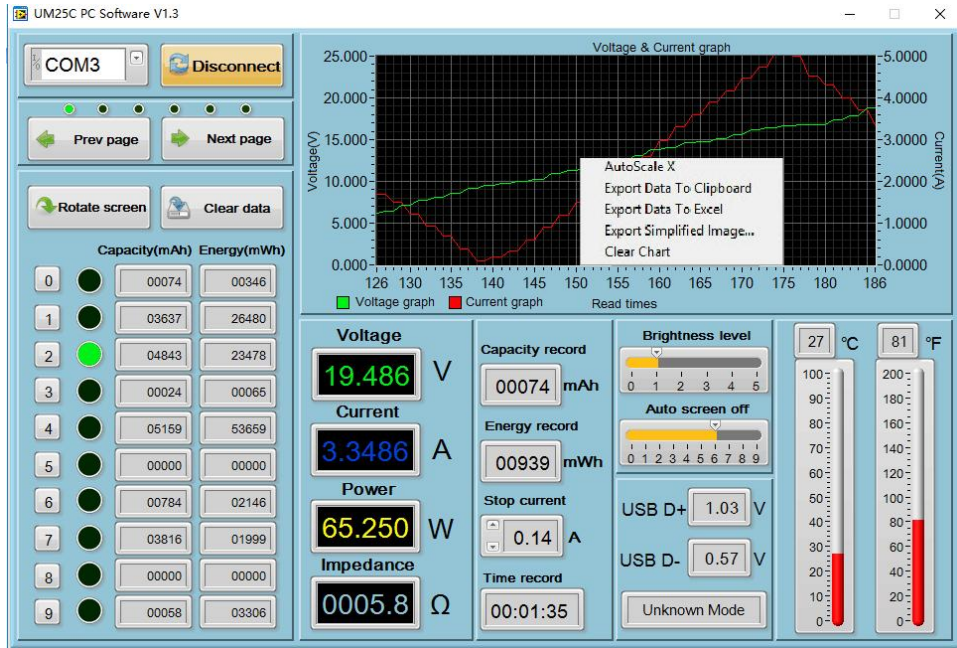 UM25C PC Software V1.3
COM3
Disconnect
Prev page
Next page
Rotate screen
Clear data
Capacity(mAh) Energy(mWh)
0 00074 00346
1 03637 26480
2 04843 23478
3 00024 00065
4 05159 53659
5 00000 00000
6 00784 02146
7 03816 01999
8 00000 00000
9 00058 03306
Voltage & Current graph
25.000
20.000
15.000
10.000
5.000
0.000
Voltage(V)
5.0000
4.0000
3.0000
2.0000
1.0000
0.0000
Current(A)
AutoScale X
Export Data To Clipboard
Export Data To Excel
Export Simplified Image...
Clear Chart
126 130 135 140 145 150 155 160 165 170 175 180 186
Voltage graph Current graph Read times
Voltage
19.486 V
Current
3.3486 A
Power
65.250 W
Impedance
0005.8 Ω
Capacity record
00074 mAh
Energy record
00939 mWh
Stop current
0.14 A
Time record
00:01:35
Brightness level
0 1 2 3 4 5
Auto screen off
0 1 2 3 4 5 6 7 8 9
USB D+ 1.03 V
USB D- 0.57 V
Unknown Mode
27 °C
100
90
80
70
60
50
40
30
20
10
0
81 °F
200
180
160
140
120
100
80
60
40
20
0